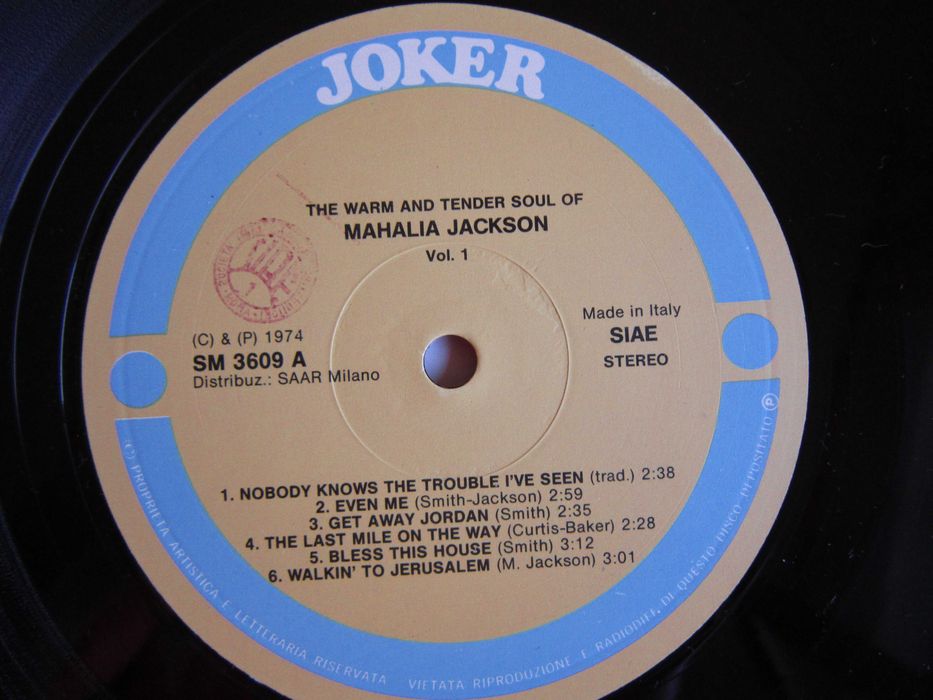 JOKER
THE WARM AND TENDER SOUL OF
MAHALIA JACKSON
Vol. 1
(C) & (P) 1974
SM 3609 A
Distribuz.: SAAR Milano
Made in Italy
SIAE
STEREO
1. NOBODY KNOWS THE TROUBLE I'VE SEEN (trad.) 2:38
2. EVEN ME (Smith-Jackson) 2:59
3. GET AWAY JORDAN (Smith) 2:35
4. THE LAST MILE ON THE WAY (Curtis-Baker) 2:28
5. BLESS THIS HOUSE (Smith) 3:12
6. WALKIN' TO JERUSALEM (M. Jackson) 3:01
(C) PROPRIETA ARTISTICA E LETTERARIA RISERVATA VIETATA RIPRODUZIONE E RADIODIFF. DI QUESTO DISCO DEPOSITATO (P)